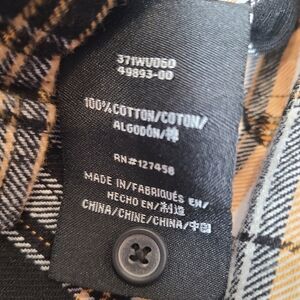 371WU050
49893-00
100%COTTON/COTON/
ALGODÓN/棉
RN#127458
MADE IN/FABRIQUÉS EN/
HECHO EN/制造
CHINA/CHINE/CHINA/中国